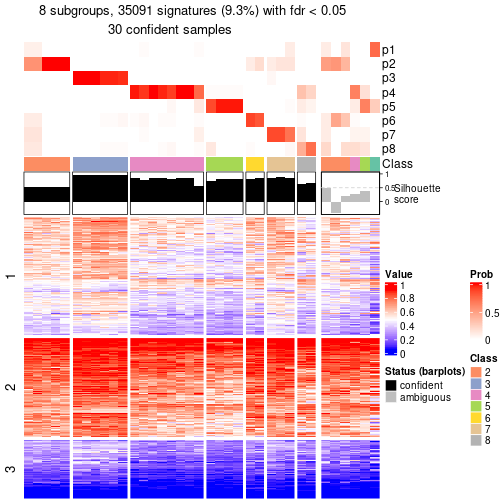 8 subgroups, 35091 signatures (9.3%) with fdr < 0.05
30 confident samples
p1
p2
p3
p4
p5
p6
p7
p8
Class
1
0.5
0
Silhouette
score
1
2
3
Value
1
0.8
0.6
0.4
0.2
0
Status (barplots)
confident
ambiguous
Prob
1
0.5
0
Class
2
3
4
5
6
7
8